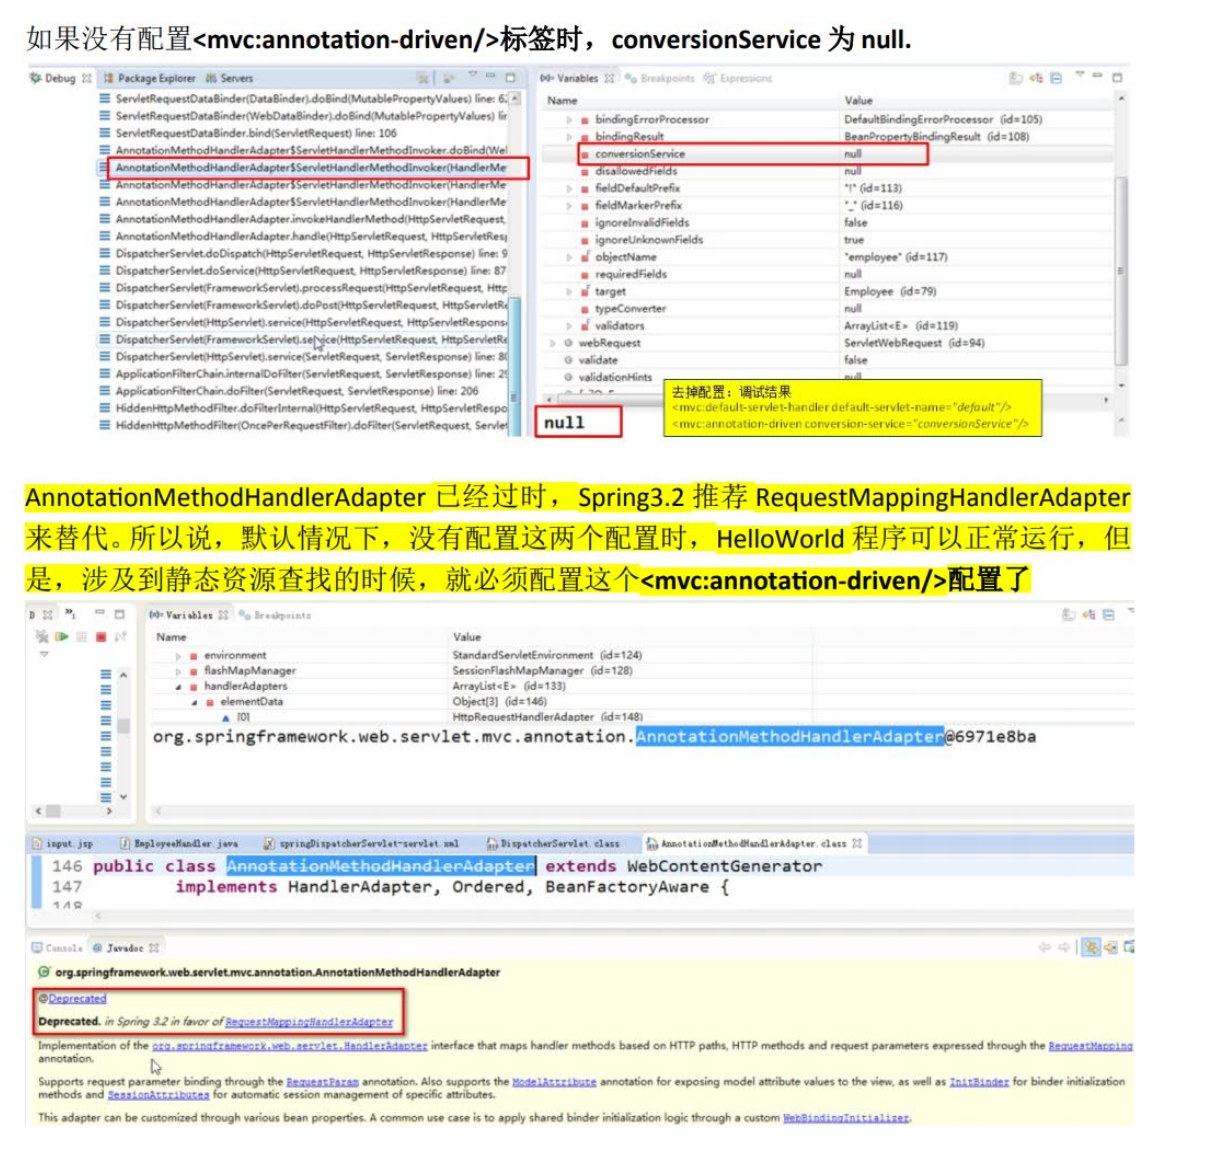 如果没有配置<mvc:annotation-driven/>标签时，conversionService 为 null.
Debug Package Explorer Servers
Variables Breakpoints Expressions
ServletRequestDataBinder(DataBinder).doBind(MutablePropertyValues) line:
ServletRequestDataBinder(WebDataBinder).doBind(MutablePropertyValues)
ServletRequestDataBinder.bind(ServletRequest) line: 106
AnnotationMethodHandlerAdapter$ServletHandlerMethodInvoker.doBind(We
AnnotationMethodHandlerAdapter$ServletHandlerMethodInvoker(HandlerMe
AnnotationMethodHandlerAdapter$ServletHandlerMethodInvoker(HandlerMe
AnnotationMethodHandlerAdapter$ServletHandlerMethodInvoker(HandlerMe
AnnotationMethodHandlerAdapter.invokeHandlerMethod(HttpServletRequest,
AnnotationMethodHandlerAdapter.handle(HttpServletRequest, HttpServletRes
DispatcherServlet.doDispatch(HttpServletRequest, HttpServletResponse) line: 9
DispatcherServlet.doService(HttpServletRequest, HttpServletResponse) line: 87
DispatcherServlet(FrameworkServlet).processRequest(HttpServletRequest, Http
DispatcherServlet(FrameworkServlet).doPost(HttpServletRequest, HttpServletRe
DispatcherServlet(HttpServlet).service(HttpServletRequest, HttpServletRespons
DispatcherServlet(FrameworkServlet).service(HttpServletRequest, HttpServletRe
DispatcherServlet(HttpServlet).service(ServletRequest, ServletResponse) line: 8
ApplicationFilterChain.internalDoFilter(ServletRequest, ServletResponse) line: 2
ApplicationFilterChain.doFilter(ServletRequest, ServletResponse) line: 206
HiddenHttpMethodFilter.doFilterInternal(HttpServletRequest, HttpServletRespo
HiddenHttpMethodFilter(OncePerRequestFilter).doFilter(ServletRequest, Servlet
Name Value
bindingErrorProcessor DefaultBindingErrorProcessor (id=105)
bindingResult BeanPropertyBindingResult (id=108)
conversionService null
disallowedFields null
fieldDefaultPrefix "!" (id=113)
fieldMarkerPrefix "_" (id=116)
ignoreInvalidFields false
ignoreUnknownFields true
objectName "employee" (id=117)
requiredFields null
target Employee (id=79)
typeConverter null
validators ArrayList<E> (id=119)
webRequest ServletWebRequest (id=94)
validate false
validationHints null
null
去掉配置：调试结果
<mvc:default-servlet-handler default-servlet-name="default"/>
<mvc:annotation-driven conversion-service="conversionService"/>
AnnotationMethodHandlerAdapter 已经过时，Spring3.2 推荐 RequestMappingHandlerAdapter
来替代。所以说，默认情况下，没有配置这两个配置时，HelloWorld 程序可以正常运行，但
是，涉及到静态资源查找的时候，就必须配置这个<mvc:annotation-driven/>配置了
D Variables Breakpoints
Name Value
environment StandardServletEnvironment (id=124)
flashMapManager SessionFlashMapManager (id=128)
handlerAdapters ArrayList<E> (id=133)
elementData Object[3] (id=146)
[0] HttpRequestHandlerAdapter (id=148)
org.springframework.web.servlet.mvc.annotation.AnnotationMethodHandlerAdapter@6971e8ba
input.jsp EmployeeHandler.java springDispatcherServlet-servlet.xml DispatcherServlet.class AnnotationMethodHandlerAdapter.class
146 public class AnnotationMethodHandlerAdapter extends WebContentGenerator
147 implements HandlerAdapter, Ordered, BeanFactoryAware {
148
Console Javadoc
org.springframework.web.servlet.mvc.annotation.AnnotationMethodHandlerAdapter
@Deprecated
Deprecated. in Spring 3.2 in favor of RequestMappingHandlerAdapter
Implementation of the org.springframework.web.servlet.HandlerAdapter interface that maps handler methods based on HTTP paths, HTTP methods and request parameters expressed through the RequestMapping
annotation.
Supports request parameter binding through the RequestParam annotation. Also supports the ModelAttribute annotation for exposing model attribute values to the view, as well as InitBinder for binder initialization
methods and SessionAttributes for automatic session management of specific attributes.
This adapter can be customized through various bean properties. A common use case is to apply shared binder initialization logic through a custom WebBindingInitializer.